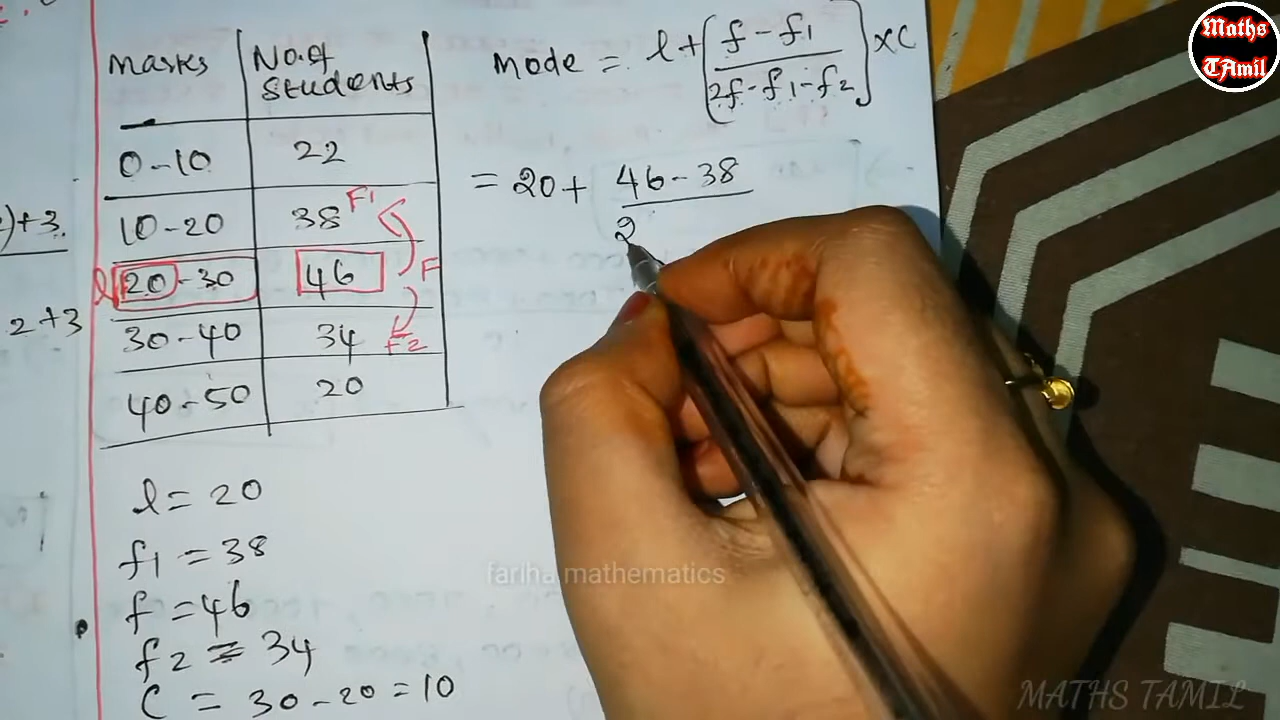 Marks No. of Students
0-10 22
10-20 38 F1
l 20-30 46 F
30-40 34 F2
40-50 20
l = 20
f1 = 38
f = 46
f2 = 34
C = 30-20 = 10
Mode = l + (f-f1 / 2f-f1-f2) x C
= 20 + 46-38
2
)+3
2+3
Maths
TAmil
fariha mathematics
MATHS TAMIL